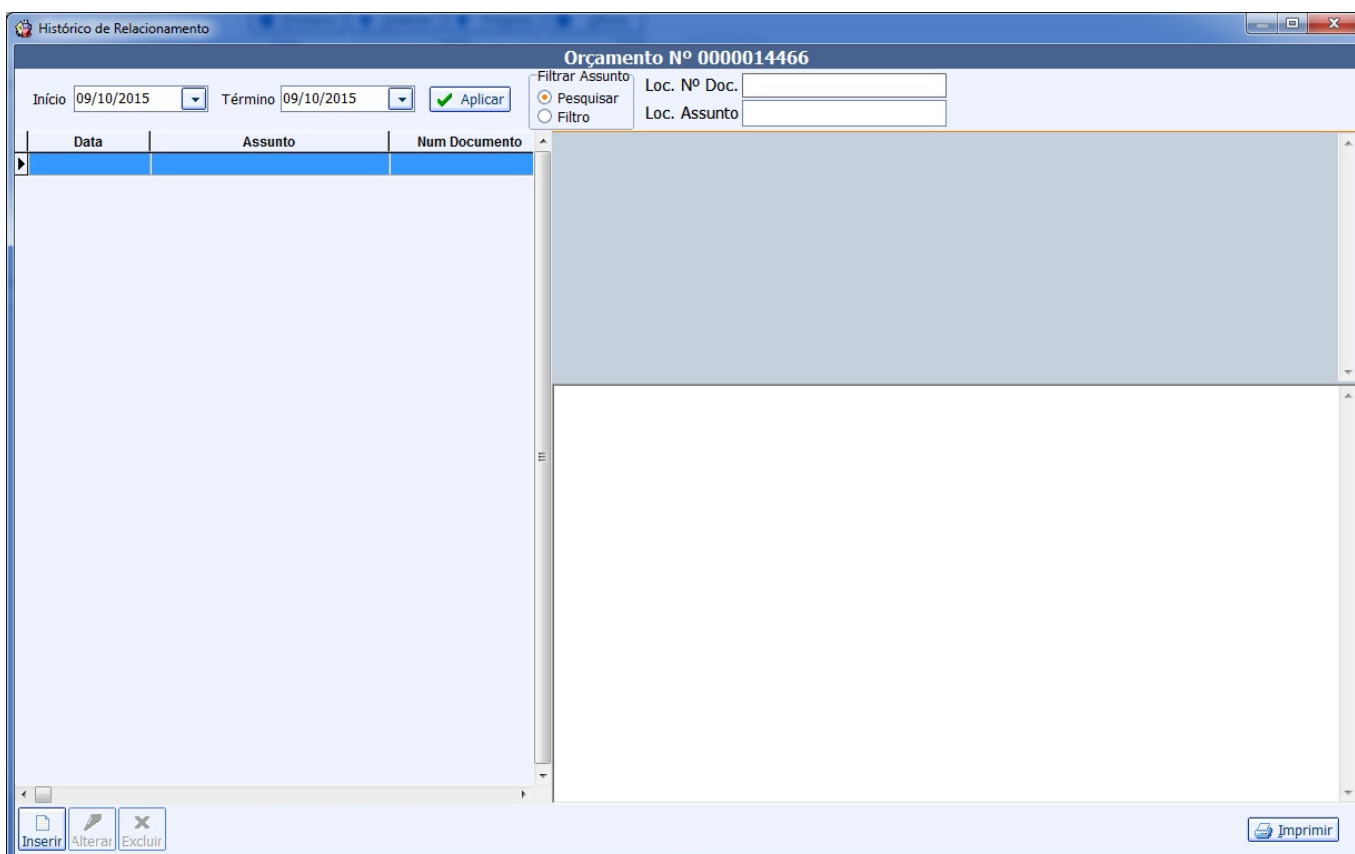 Histórico de Relacionamento
Orçamento Nº 0000014466
Início 09/10/2015 Término 09/10/2015 Aplicar
Filtrar Assunto
Pesquisar
Filtro
Loc. Nº Doc.
Loc. Assunto
Data Assunto Num Documento
Inserir Alterar Excluir
Imprimir